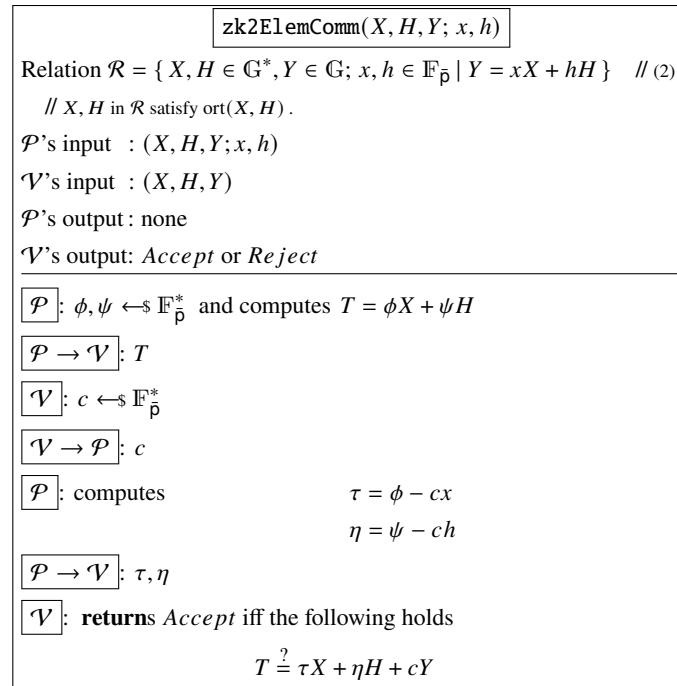 zk2ElemComm(X, H, Y; x, h)
Relation ℛ = { X, H ∈ 𝔾*, Y ∈ 𝔾; x, h ∈ 𝔽_p̄ | Y = xX + hH } // (2)
// X, H in ℛ satisfy ort(X, H) .
𝒫's input : (X, H, Y; x, h)
𝒱's input : (X, H, Y)
𝒫's output : none
𝒱's output: Accept or Reject
𝒫 : ϕ, ψ ←$ 𝔽*_p̄ and computes T = ϕX + ψH
𝒫 → 𝒱 : T
𝒱 : c ←$ 𝔽*_p̄
𝒱 → 𝒫 : c
𝒫 : computes τ = ϕ − cx
η = ψ − ch
𝒫 → 𝒱 : τ, η
𝒱 : returns Accept iff the following holds
T ≟ τX + ηH + cY